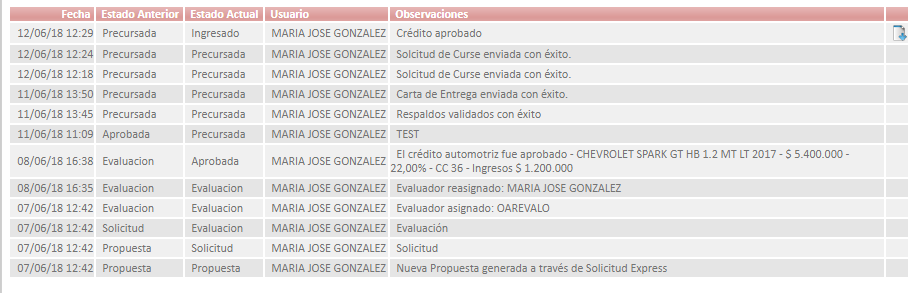 Fecha Estado Anterior Estado Actual Usuario Observaciones
12/06/18 12:29 Precursada Ingresado MARIA JOSE GONZALEZ Crédito aprobado
12/06/18 12:24 Precursada Precursada MARIA JOSE GONZALEZ Solcitud de Curse enviada con éxito.
12/06/18 12:18 Precursada Precursada MARIA JOSE GONZALEZ Solcitud de Curse enviada con éxito.
11/06/18 13:50 Precursada Precursada MARIA JOSE GONZALEZ Carta de Entrega enviada con éxito.
11/06/18 13:45 Precursada Precursada MARIA JOSE GONZALEZ Respaldos validados con éxito
11/06/18 11:09 Aprobada Precursada MARIA JOSE GONZALEZ TEST
08/06/18 16:38 Evaluacion Aprobada MARIA JOSE GONZALEZ El crédito automotriz fue aprobado - CHEVROLET SPARK GT HB 1.2 MT LT 2017 - $ 5.400.000 -
22,00% - CC 36 - Ingresos $ 1.200.000
08/06/18 16:35 Evaluacion Evaluacion MARIA JOSE GONZALEZ Evaluador reasignado: MARIA JOSE GONZALEZ
07/06/18 12:42 Evaluacion Evaluacion MARIA JOSE GONZALEZ Evaluador asignado: OAREVALO
07/06/18 12:42 Solicitud Evaluacion MARIA JOSE GONZALEZ Evaluación
07/06/18 12:42 Propuesta Solicitud MARIA JOSE GONZALEZ Solicitud
07/06/18 12:42 Propuesta Propuesta MARIA JOSE GONZALEZ Nueva Propuesta generada a través de Solicitud Express